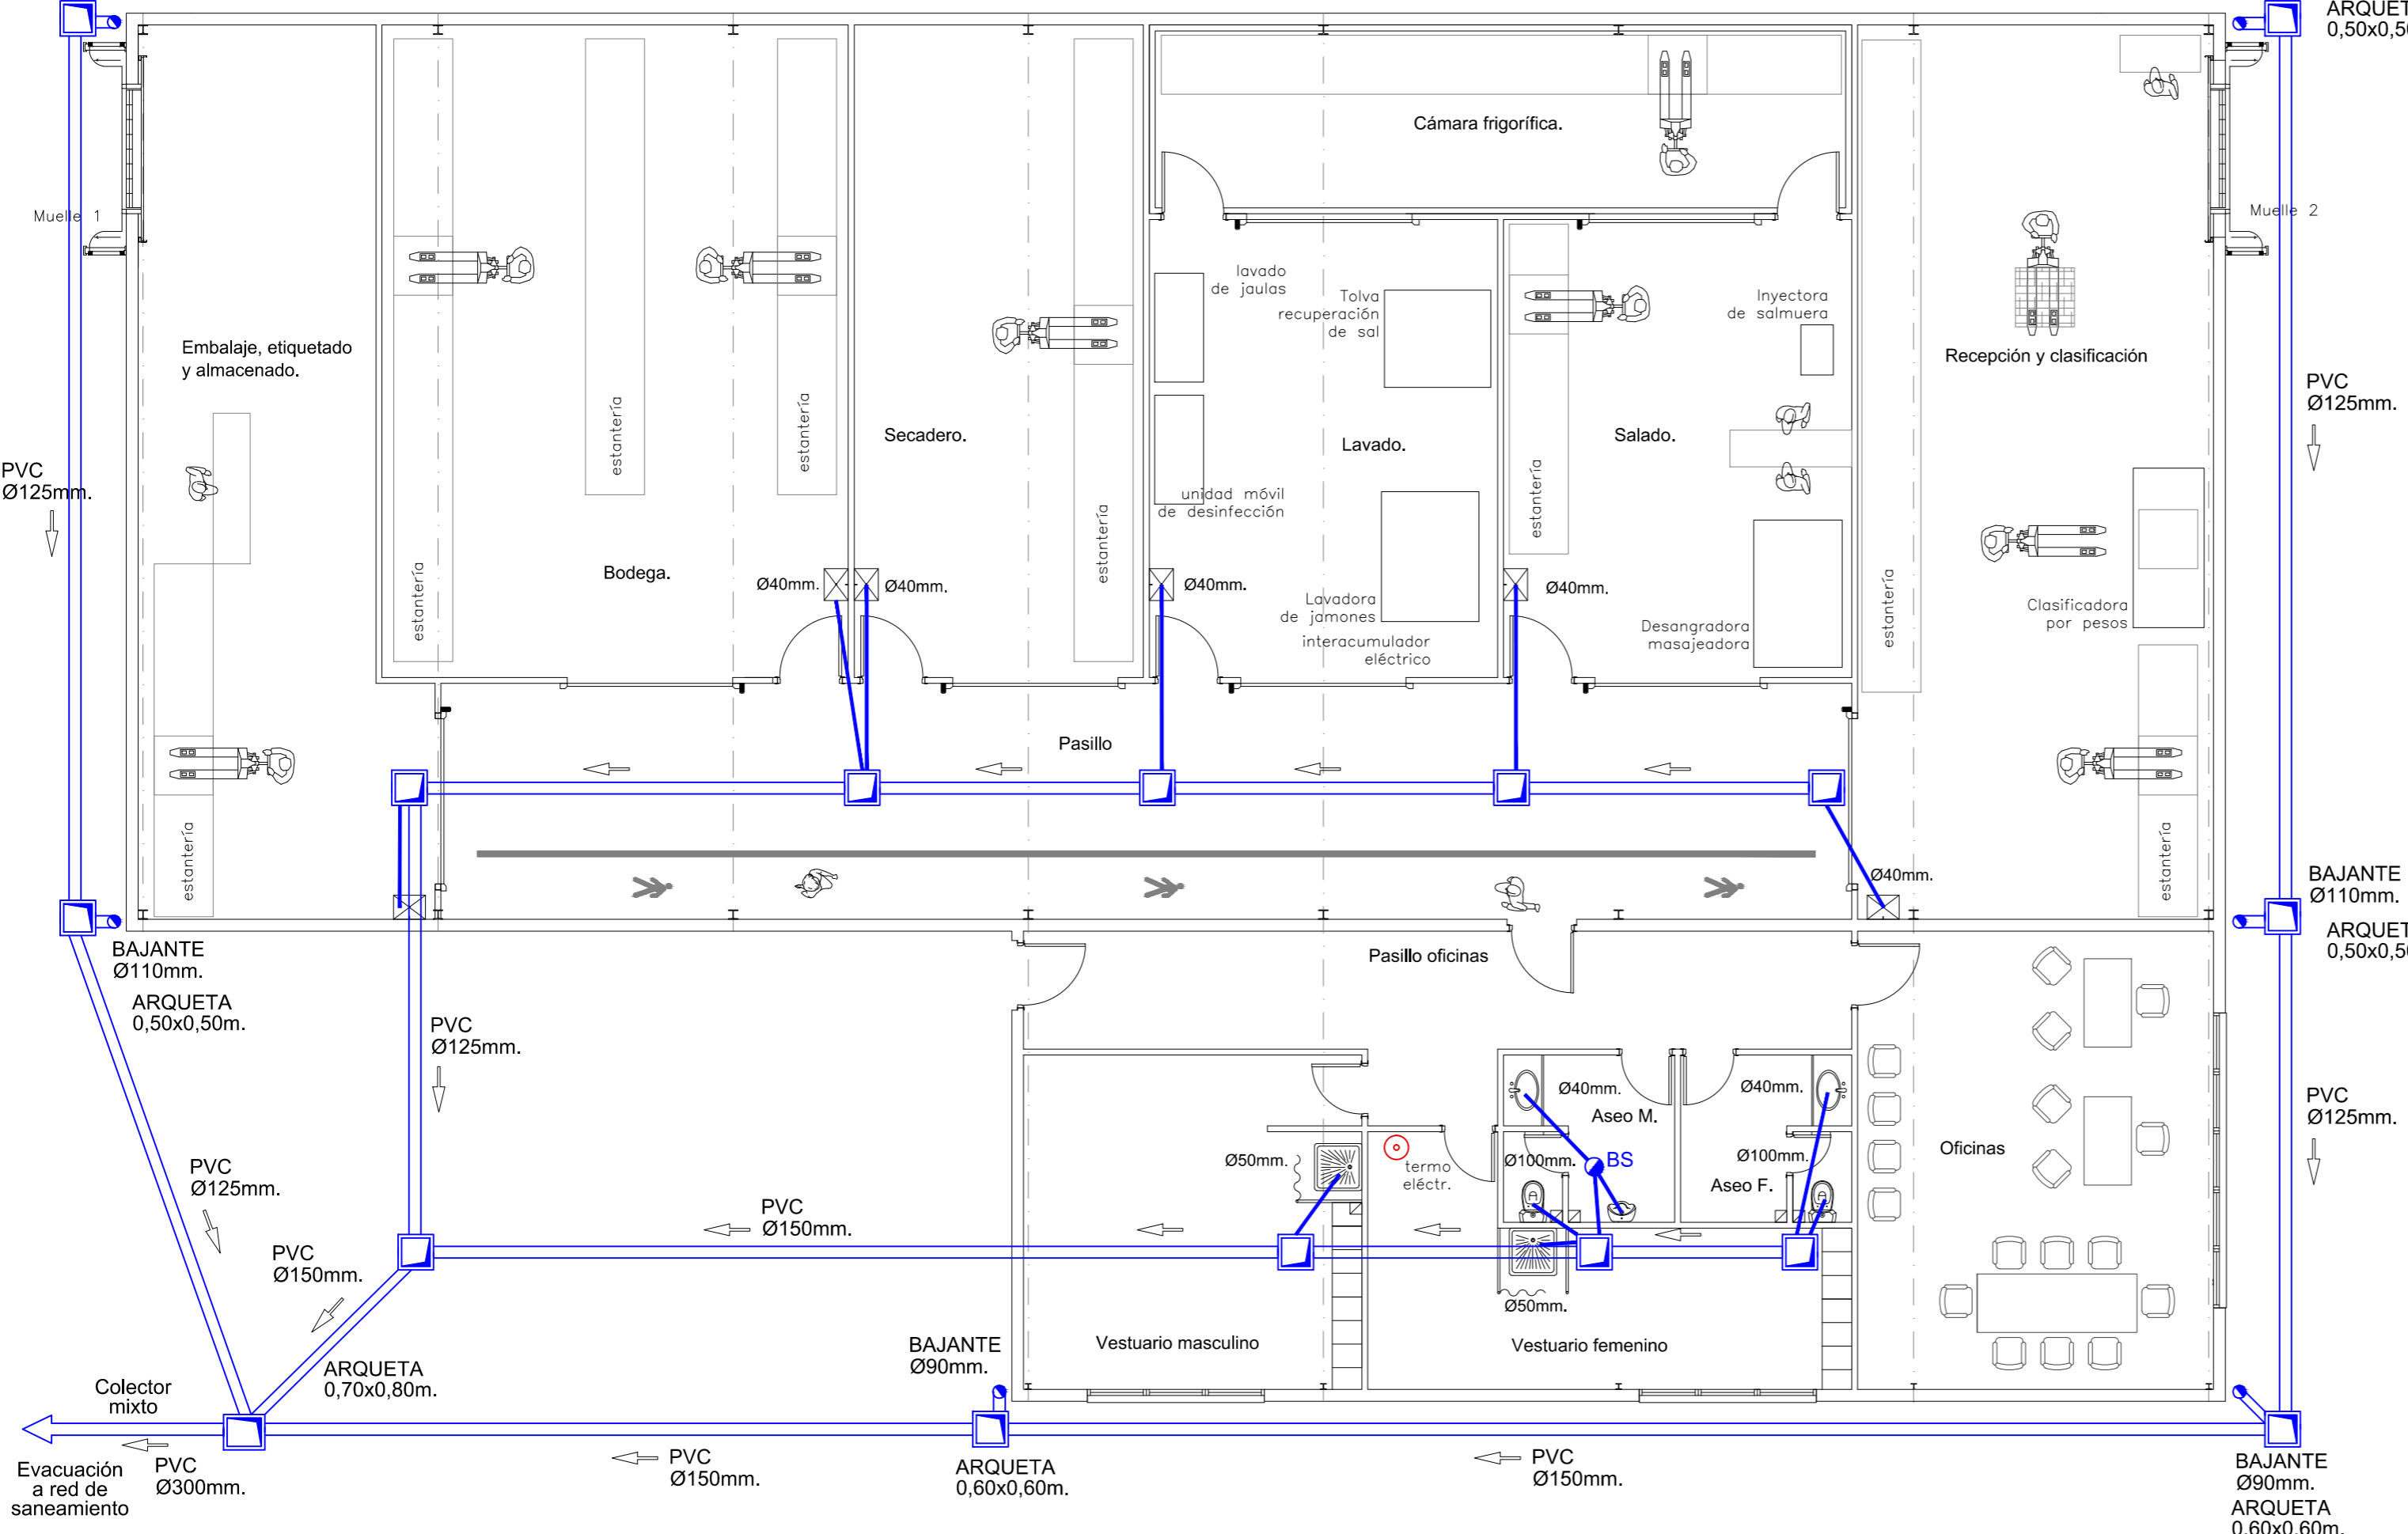 ARQUET
0,50x0,50
Cámara frigorífica.
Muelle 1
Muelle 2
lavado
de jaulas
Tolva
recuperación
de sal
Inyectora
de salmuera
Embalaje, etiquetado
y almacenado.
Recepción y clasificación
PVC
Ø125mm.
estantería
estantería
Secadero.
Lavado.
Salado.
PVC
Ø125mm.
unidad móvil
de desinfección
estantería
estantería
Bodega.
estantería
Ø40mm.
Ø40mm.
Ø40mm.
Ø40mm.
estantería
Lavadora
de jamones
interacumulador
eléctrico
Desangradora
masajeadora
Clasificadora
por pesos
Pasillo
estantería
estantería
Ø40mm.
BAJANTE
Ø110mm.
ARQUET
0,50x0,50
BAJANTE
Ø110mm.
ARQUETA
0,50x0,50m.
Pasillo oficinas
PVC
Ø125mm.
Ø40mm.
Aseo M.
Ø40mm.
PVC
Ø125mm.
Oficinas
Ø50mm.
termo
eléctr.
Ø100mm.
BS
Ø100mm.
Aseo F.
PVC
Ø125mm.
PVC
Ø150mm.
PVC
Ø150mm.
Ø50mm.
Vestuario masculino
Vestuario femenino
BAJANTE
Ø90mm.
ARQUETA
0,70x0,80m.
Colector
mixto
Evacuación
a red de
saneamiento
PVC
Ø300mm.
PVC
Ø150mm.
ARQUETA
0,60x0,60m.
PVC
Ø150mm.
BAJANTE
Ø90mm.
ARQUETA
0,60x0,60m.